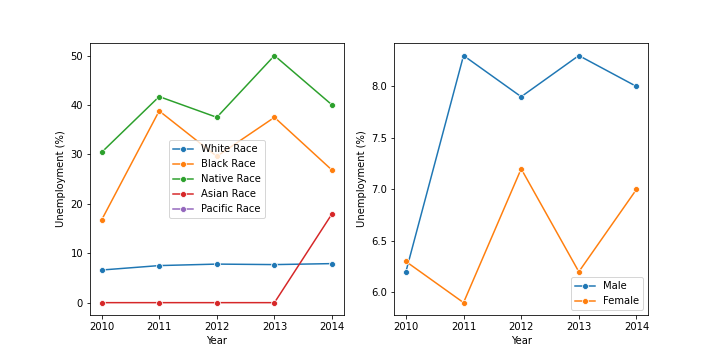 50
40
30
20
10
0
Unemployment (%)
White Race
Black Race
Native Race
Asian Race
Pacific Race
2010 2011 2012 2013 2014
Year
8.0
7.5
7.0
6.5
6.0
Unemployment (%)
Male
Female
2010 2011 2012 2013 2014
Year